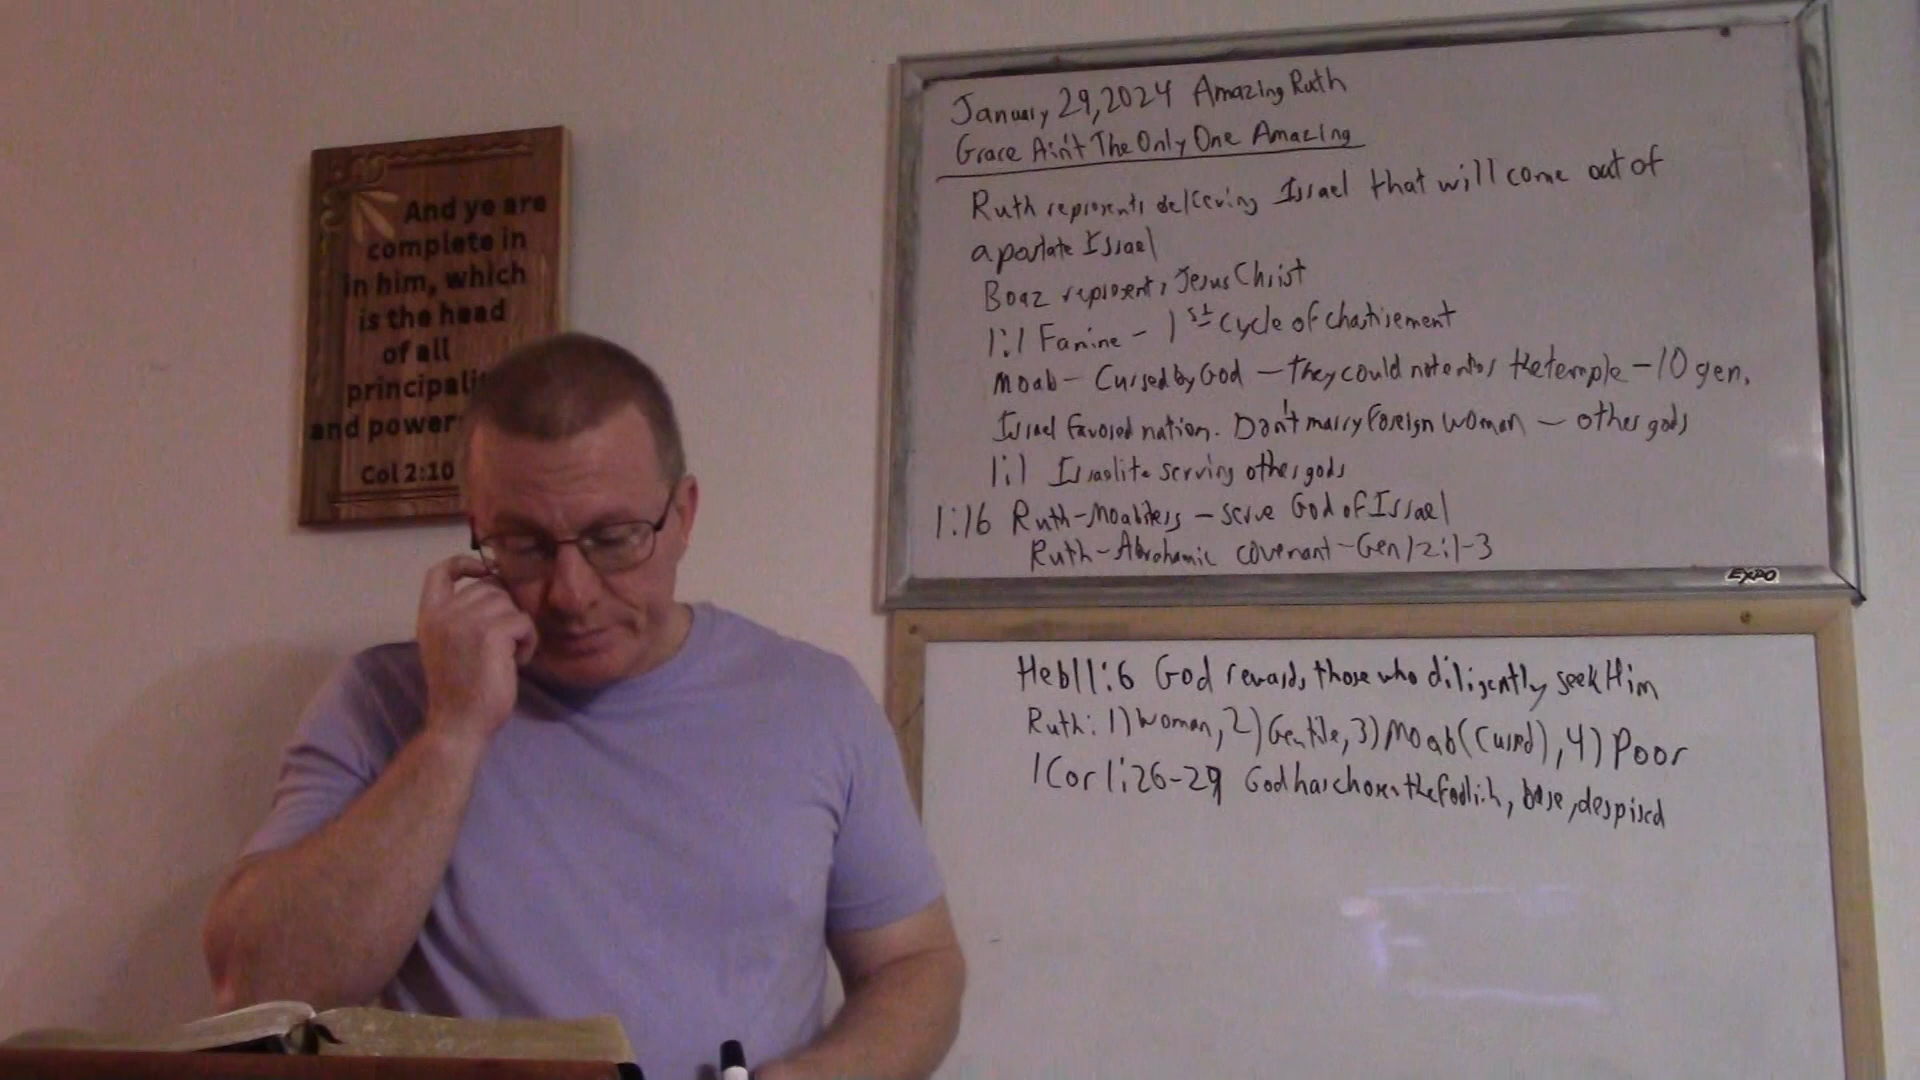 And ye are
complete in
in him, which
is the head
of all
principali
and power
Col 2:10
January 29, 2024 Amazing Ruth
Grace Ain't The Only One Amazing
Ruth represents believing Israel that will come out of
apostate Israel
Boaz represents Jesus Christ
1:1 Famine - 1st cycle of chastisement
Moab - Cursed by God - They could not enter the temple - 10 gen.
Israel favored nation. Don't marry foreign women - other gods
1:1 Israelite serving other gods
1:16 Ruth - Moabitess - serve God of Israel
Ruth - Abrahamic covenant - Gen 12:1-3
EXPO
Heb 11:6 God rewards those who diligently seek Him
Ruth: 1) Woman, 2) Gentile, 3) Moab (Cursed), 4) Poor
1 Cor 1:26-29 God has chosen the foolish, base, despised